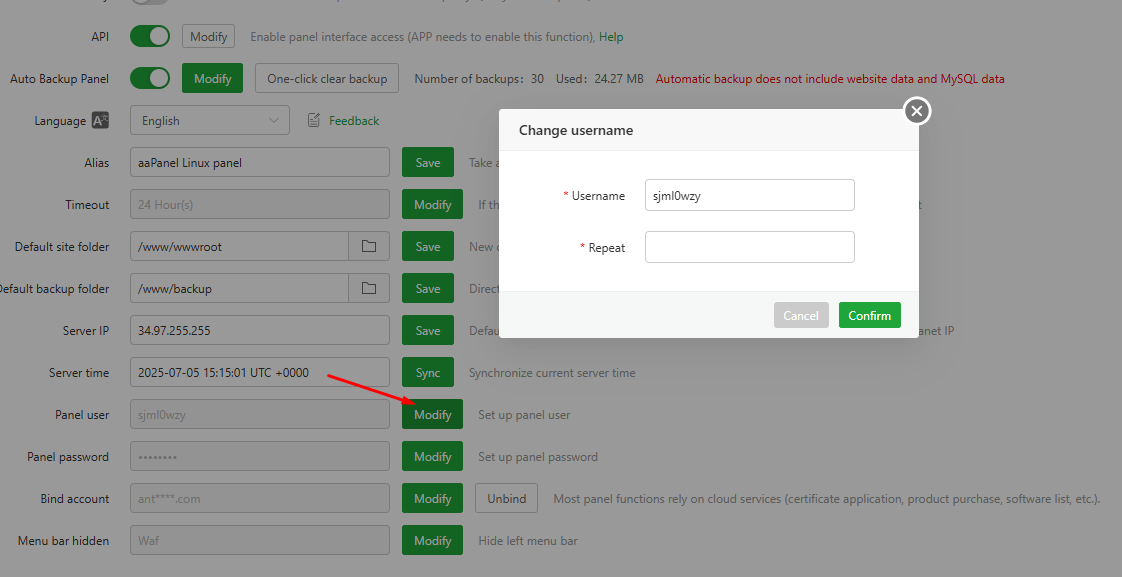 API Modify Enable panel interface access (APP needs to enable this function), Help
Auto Backup Panel Modify One-click clear backup Number of backups: 30 Used: 24.27 MB Automatic backup does not include website data and MySQL data
Language English Feedback
Change username
Alias aaPanel Linux panel Save Take a
* Username sjml0wzy
Timeout 24 Hour(s) Modify If th t
Default site folder /www/wwwroot Save New
* Repeat
Default backup folder /www/backup Save Direct
Cancel Confirm
Server IP 34.97.255.255 Save Defau anet IP
Server time 2025-07-05 15:15:01 UTC +0000 Sync Synchronize current server time
Panel user sjml0wzy Modify Set up panel user
Panel password Modify Set up panel password
Bind account ant****.com Modify Unbind Most panel functions rely on cloud services (certificate application, product purchase, software list, etc.).
Menu bar hidden Waf Modify Hide left menu bar